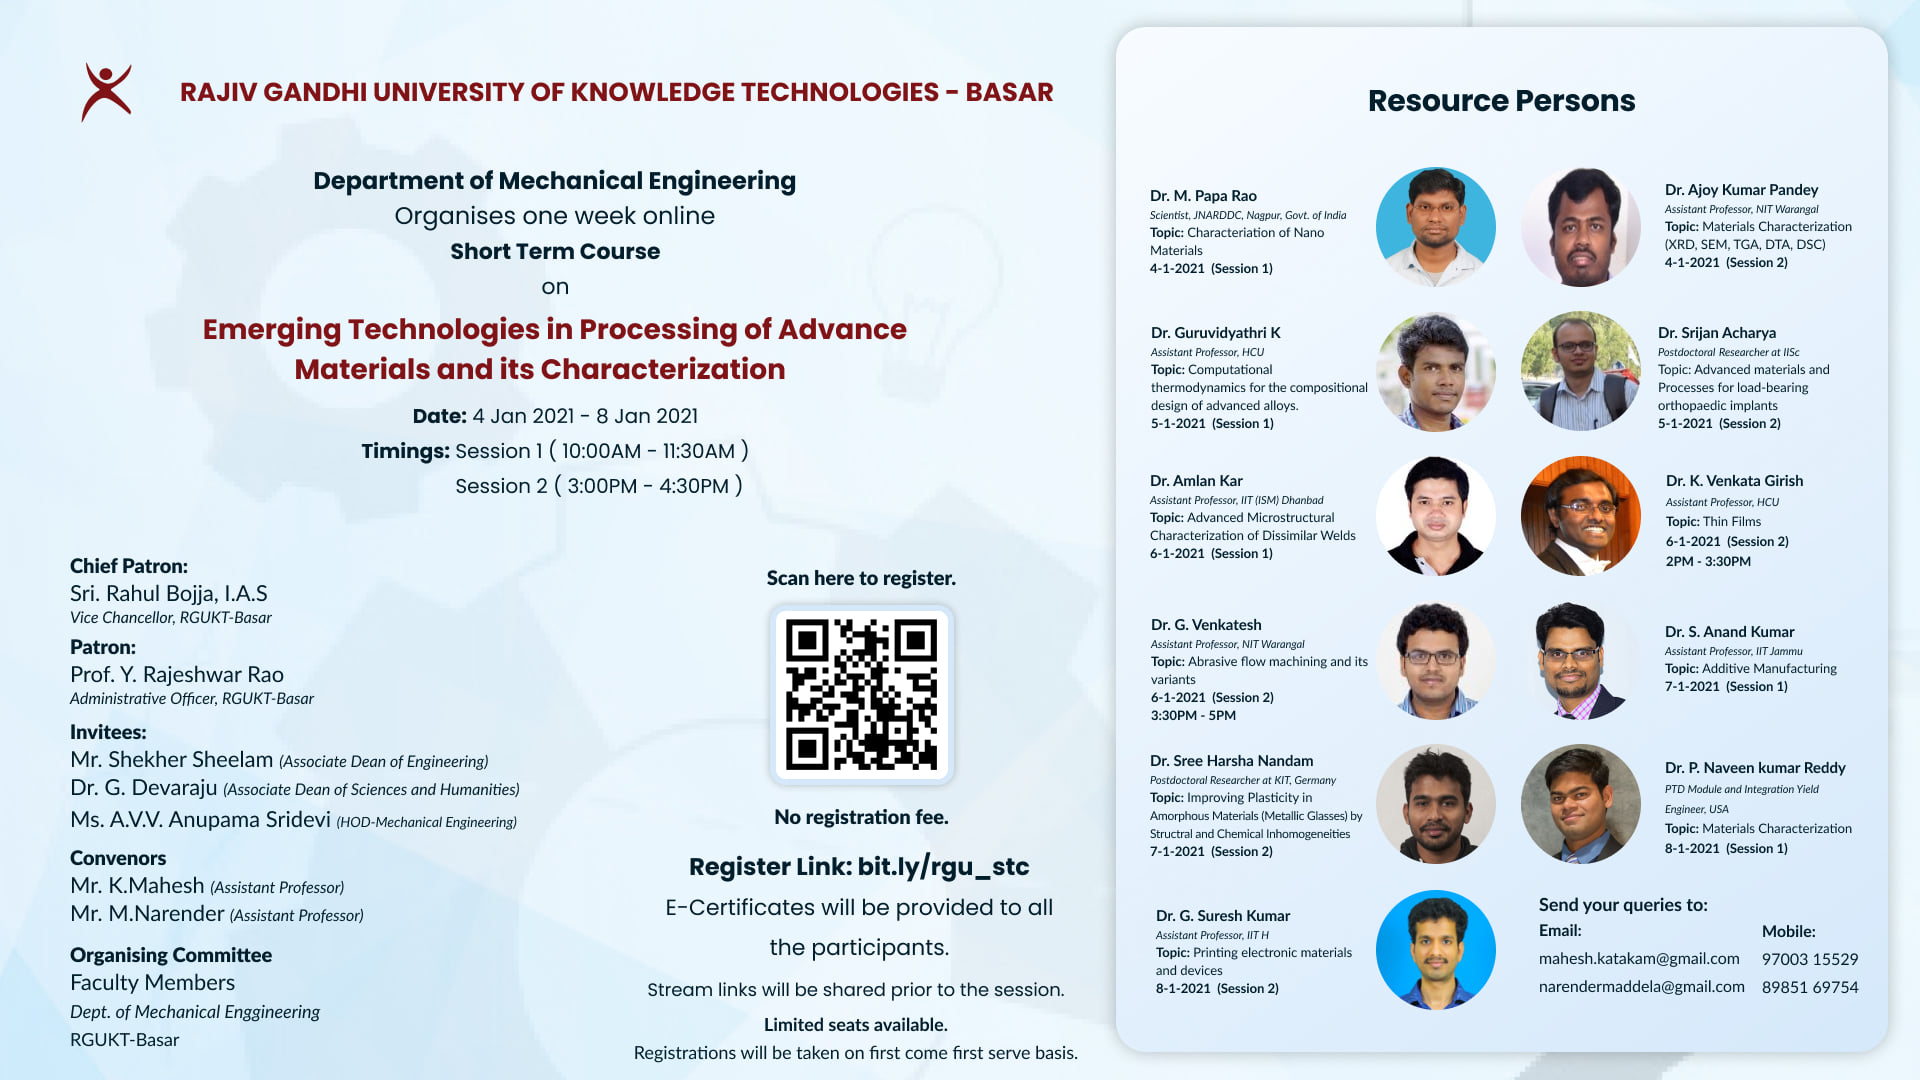 RAJIV GANDHI UNIVERSITY OF KNOWLEDGE TECHNOLOGIES - BASAR
Department of Mechanical Engineering
Organises one week online
Short Term Course
on
Emerging Technologies in Processing of Advance
Materials and its Characterization
Date: 4 Jan 2021 - 8 Jan 2021
Timings: Session 1 ( 10:00AM - 11:30AM )
Session 2 ( 3:00PM - 4:30PM )
Chief Patron:
Sri. Rahul Bojja, I.A.S
Vice Chancellor, RGUKT-Basar
Patron:
Prof. Y. Rajeshwar Rao
Administrative Officer, RGUKT-Basar
Invitees:
Mr. Shekher Sheelam (Associate Dean of Engineering)
Dr. G. Devaraju (Associate Dean of Sciences and Humanities)
Ms. A.V.V. Anupama Sridevi (HOD-Mechanical Engineering)
Convenors
Mr. K.Mahesh (Assistant Professor)
Mr. M.Narender (Assistant Professor)
Organising Committee
Faculty Members
Dept. of Mechanical Enggineering
RGUKT-Basar
Scan here to register.
No registration fee.
Register Link: bit.ly/rgu_stc
E-Certificates will be provided to all
the participants.
Stream links will be shared prior to the session.
Limited seats available.
Registrations will be taken on first come first serve basis.
Resource Persons
Dr. M. Papa Rao
Scientist, JNARDDC, Nagpur, Govt. of India
Topic: Characteriation of Nano
Materials
4-1-2021 (Session 1)
Dr. Ajoy Kumar Pandey
Assistant Professor, NIT Warangal
Topic: Materials Characterization
(XRD, SEM, TGA, DTA, DSC)
4-1-2021 (Session 2)
Dr. Guruvidyathri K
Assistant Professor, HCU
Topic: Computational
thermodynamics for the compositional
design of advanced alloys.
5-1-2021 (Session 1)
Dr. Srijan Acharya
Postdoctoral Researcher at IISc
Topic: Advanced materials and
Processes for load-bearing
orthopaedic implants
5-1-2021 (Session 2)
Dr. Amlan Kar
Assistant Professor, IIT (ISM) Dhanbad
Topic: Advanced Microstructural
Characterization of Dissimilar Welds
6-1-2021 (Session 1)
Dr. K. Venkata Girish
Assistant Professor, HCU
Topic: Thin Films
6-1-2021 (Session 2)
2PM - 3:30PM
Dr. G. Venkatesh
Assistant Professor, NIT Warangal
Topic: Abrasive flow machining and its
variants
6-1-2021 (Session 2)
3:30PM - 5PM
Dr. S. Anand Kumar
Assistant Professor, IIT Jammu
Topic: Additive Manufacturing
7-1-2021 (Session 1)
Dr. Sree Harsha Nandam
Postdoctoral Researcher at KIT, Germany
Topic: Improving Plasticity in
Amorphous Materials (Metallic Glasses) by
Structral and Chemical Inhomogeneities
7-1-2021 (Session 2)
Dr. P. Naveen kumar Reddy
PTD Module and Integration Yield
Engineer, USA
Topic: Materials Characterization
8-1-2021 (Session 1)
Dr. G. Suresh Kumar
Assistant Professor, IIT H
Topic: Printing electronic materials
and devices
8-1-2021 (Session 2)
Send your queries to:
Email: Mobile:
mahesh.katakam@gmail.com 97003 15529
narendermaddela@gmail.com 89851 69754